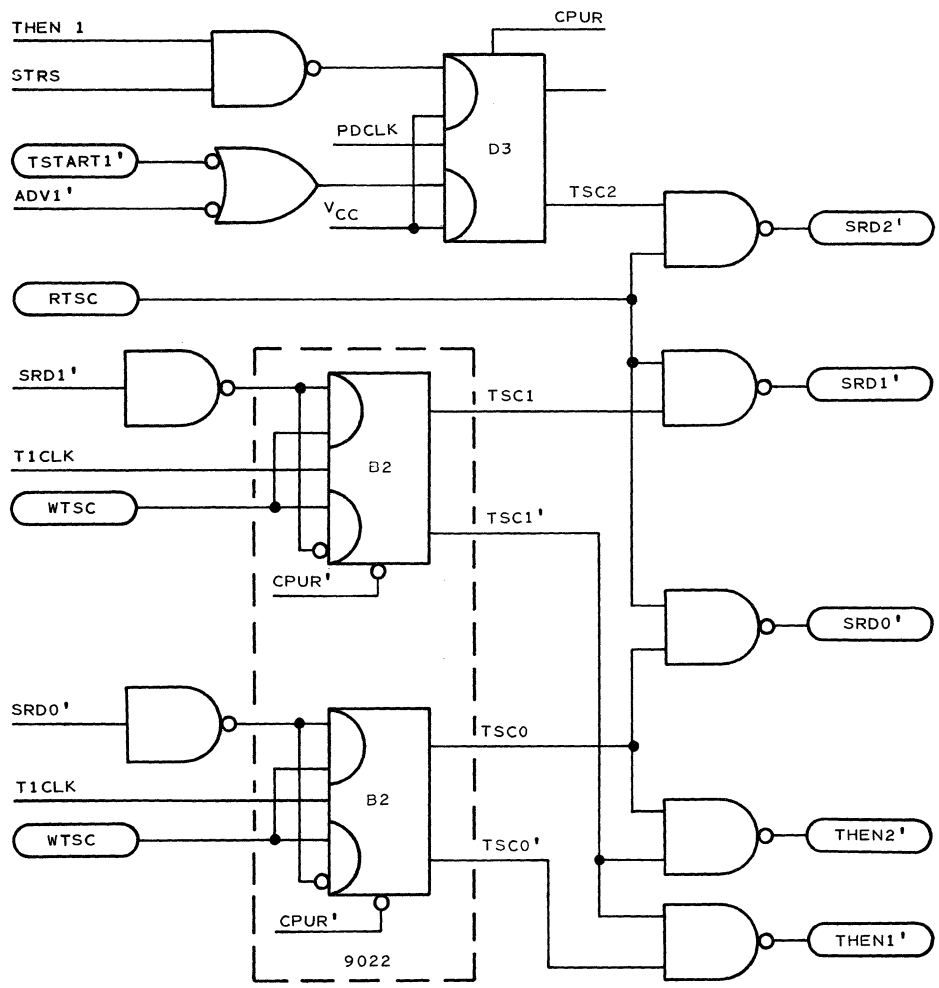 THEN 1
CPUR
STRS
PDCLK
D3
TSTART1'
ADV1'
VCC
TSC2
SRD2'
RTSC
SRD1'
TSC1
SRD1'
T1CLK
B2
WTSC
TSC1'
CPUR'
SRD0'
SRD0'
TSC0
T1CLK
B2
WTSC
TSC0'
THEN2'
CPUR'
THEN1'
9022